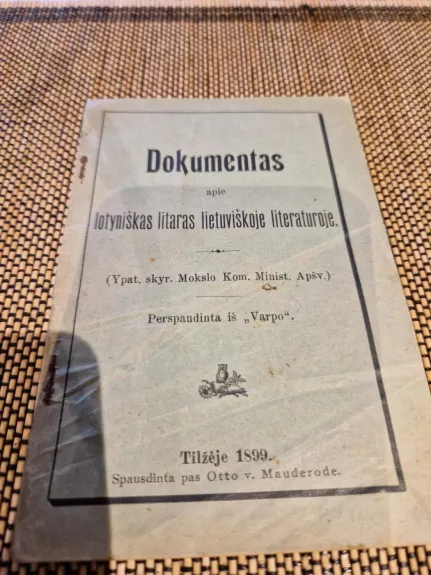 Dokumentas
apie
lotyniškas litaras lietuviškoje literaturoje.
(Ypat. skyr. Mokslo Kom. Minist. Apšv.)
Perspaudinta iš „Varpo“.
Tilžėje 1899.
Spausdinta pas Otto v. Mauderode.